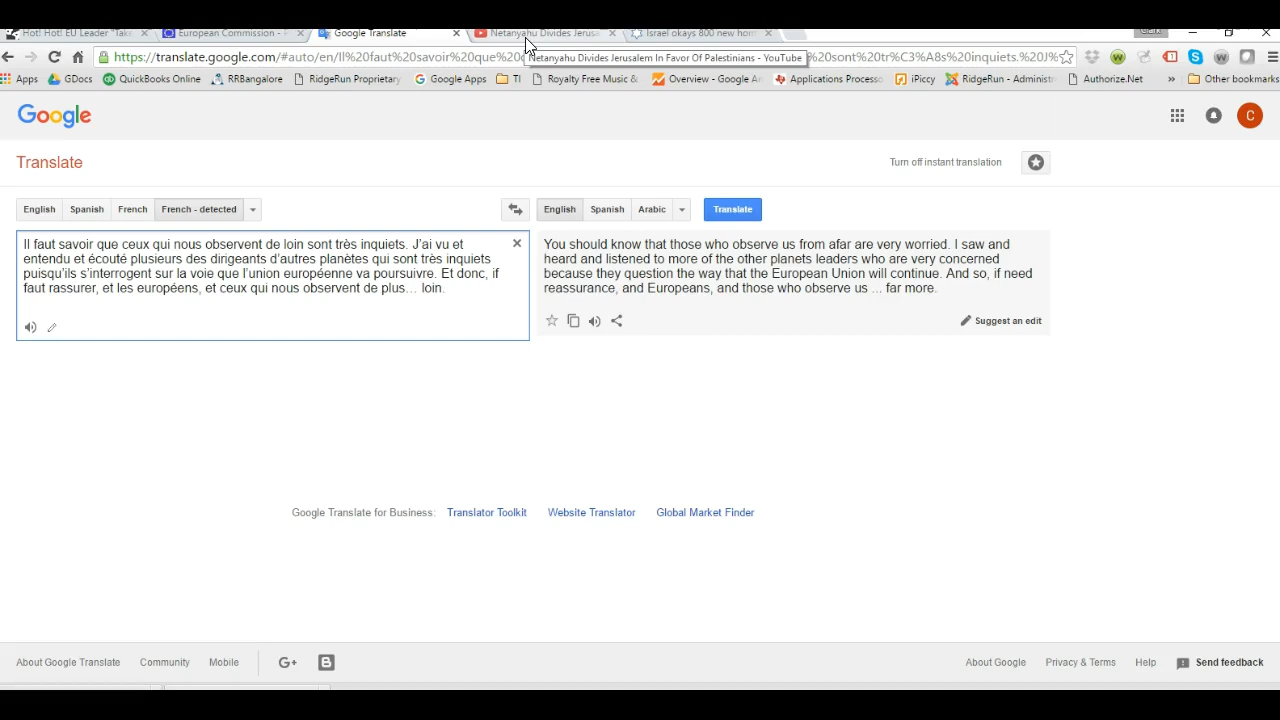 Hot! Hot! EU Leader "Take
European Commission - F
Google Translate
Netanyahu Divides Jerusa
Israel okays 800 new hom
Clark
https://translate.google.com/#auto/en/Il%20faut%20savoir%20que%20c
Netanyahu Divides Jerusalem In Favor Of Palestinians - YouTube
%20sont%20tr%C3%A8s%20inquiets.%20J%
Apps
GDocs
QuickBooks Online
RRBangalore
RidgeRun Proprietary
Google Apps
TI
Royalty Free Music &
Overview – Google An
Applications Processo
iPiccy
RidgeRun - Administr
Authorize.Net
»
Other bookmarks
Google
C
Translate
Turn off instant translation
English
Spanish
French
French - detected
English
Spanish
Arabic
Translate
Il faut savoir que ceux qui nous observent de loin sont très inquiets. J’ai vu et
entendu et écouté plusieurs des dirigeants d’autres planètes qui sont très inquiets
puisqu’ils s’interrogent sur la voie que l’union européenne va poursuivre. Et donc, if
faut rassurer, et les européens, et ceux qui nous observent de plus… loin.
You should know that those who observe us from afar are very worried. I saw and
heard and listened to more of the other planets leaders who are very concerned
because they question the way that the European Union will continue. And so, if need
reassurance, and Europeans, and those who observe us ... far more.
Suggest an edit
Google Translate for Business:
Translator Toolkit
Website Translator
Global Market Finder
About Google Translate
Community
Mobile
G+
About Google
Privacy & Terms
Help
Send feedback